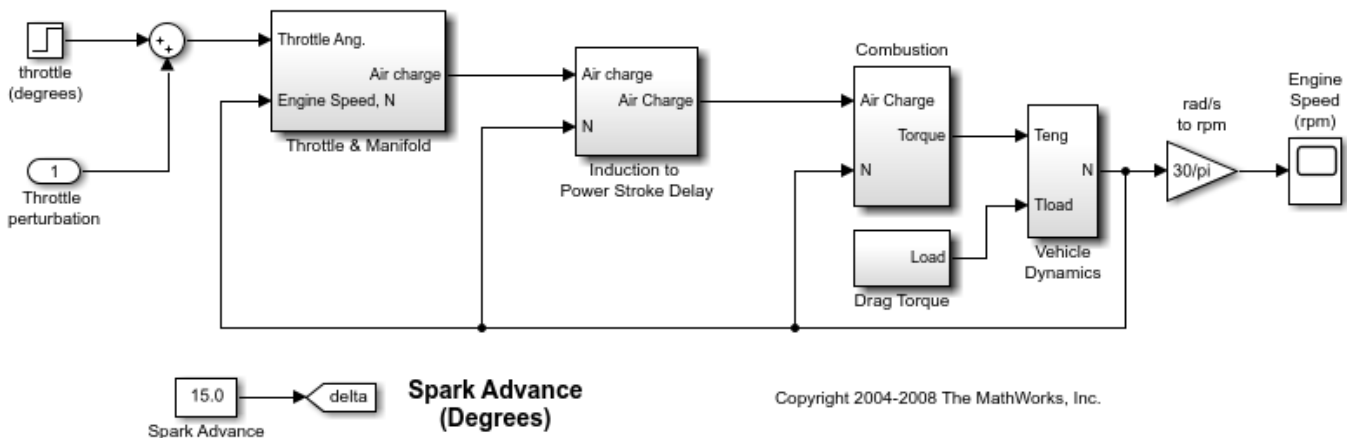 throttle
(degrees)
1
Throttle
perturbation
Throttle Ang.
Air charge
Engine Speed, N
Throttle & Manifold
Air charge
Air Charge
N
Induction to
Power Stroke Delay
Combustion
Air Charge
Torque
N
Load
Drag Torque
Teng
N
Tload
Vehicle
Dynamics
rad/s
to rpm
30/pi
Engine
Speed
(rpm)
15.0
Spark Advance
delta
Spark Advance
(Degrees)
Copyright 2004-2008 The MathWorks, Inc.